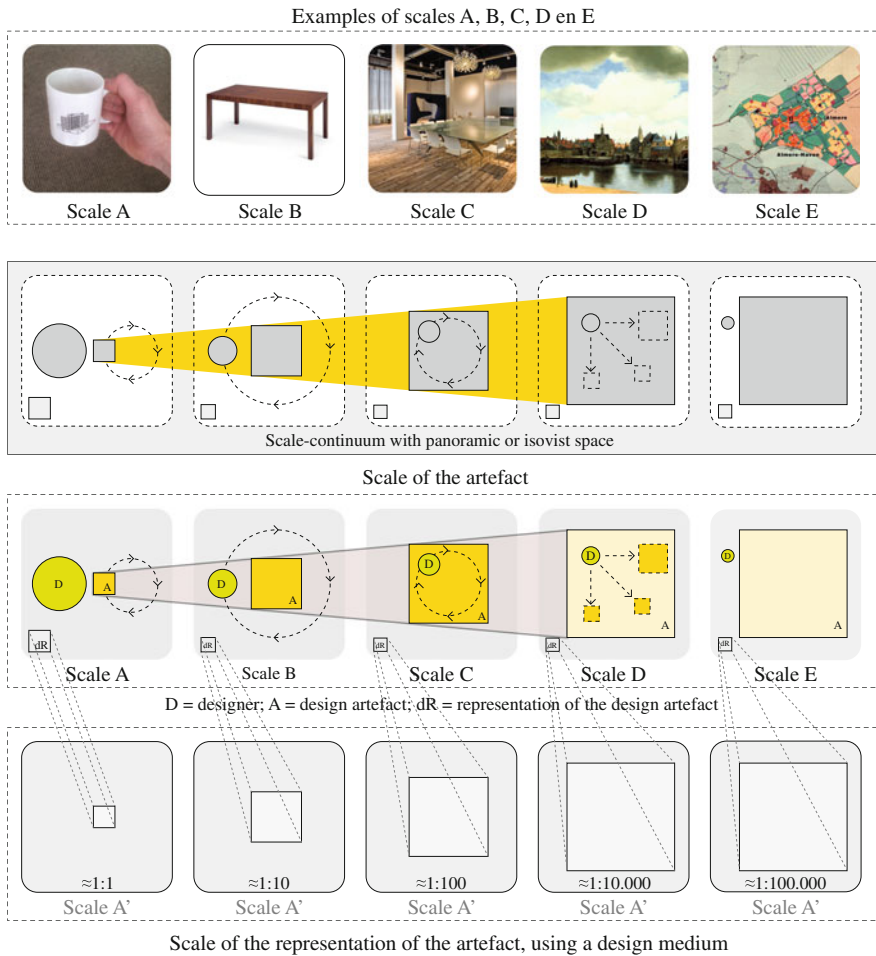 Examples of scales A, B, C, D en E
Almere
Almere-Haven
Scale A
Scale B
Scale C
Scale D
Scale E
Scale-continuum with panoramic or isovist space
Scale of the artefact
D
A
D
A
D
A
D
A
D
dR
dR
dR
dR
dR
Scale A
Scale B
Scale C
Scale D
Scale E
D = designer; A = design artefact; dR = representation of the design artefact
≈1:1
≈1:10
≈1:100
≈1:10.000
≈1:100.000
Scale A’
Scale A’
Scale A’
Scale A’
Scale A’
Scale of the representation of the artefact, using a design medium